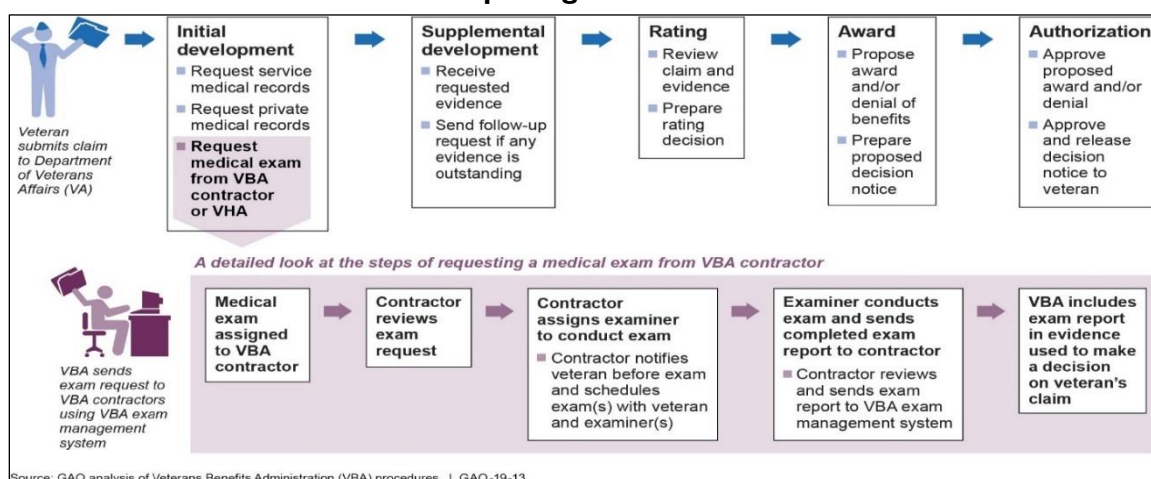 Initial
development
Request service
medical records
Request private
medical records
Request
medical exam
from VBA
contractor
or VHA
Supplemental
development
Receive
requested
evidence
Send follow-up
request if any
evidence is
outstanding
Rating
Review
claim and
evidence
Prepare
rating
decision
Award
Propose
award
and/or
denial of
benefits
Prepare
proposed
decision
notice
Authorization
Approve
proposed
award and/or
denial
Approve
and release
decision
notice to
veteran
Veteran
submits claim
to Department
of Veterans
Affairs (VA)
A detailed look at the steps of requesting a medical exam from VBA contractor
VBA sends
exam request to
VBA contractors
using VBA exam
management
system
Medical
exam
assigned
to VBA
contractor
Contractor
reviews
exam
request
Contractor
assigns examiner
to conduct exam
Contractor notifies
veteran before exam
and schedules
exam(s) with veteran
and examiner(s)
Examiner conducts
exam and sends
completed exam
report to contractor
Contractor reviews
and sends exam
report to VBA exam
management system
VBA includes
exam report
in evidence
used to make
a decision
on veteran's
claim
Source: GAO analysis of Veterans Benefits Administration (VBA) procedures. | GAO-19-13